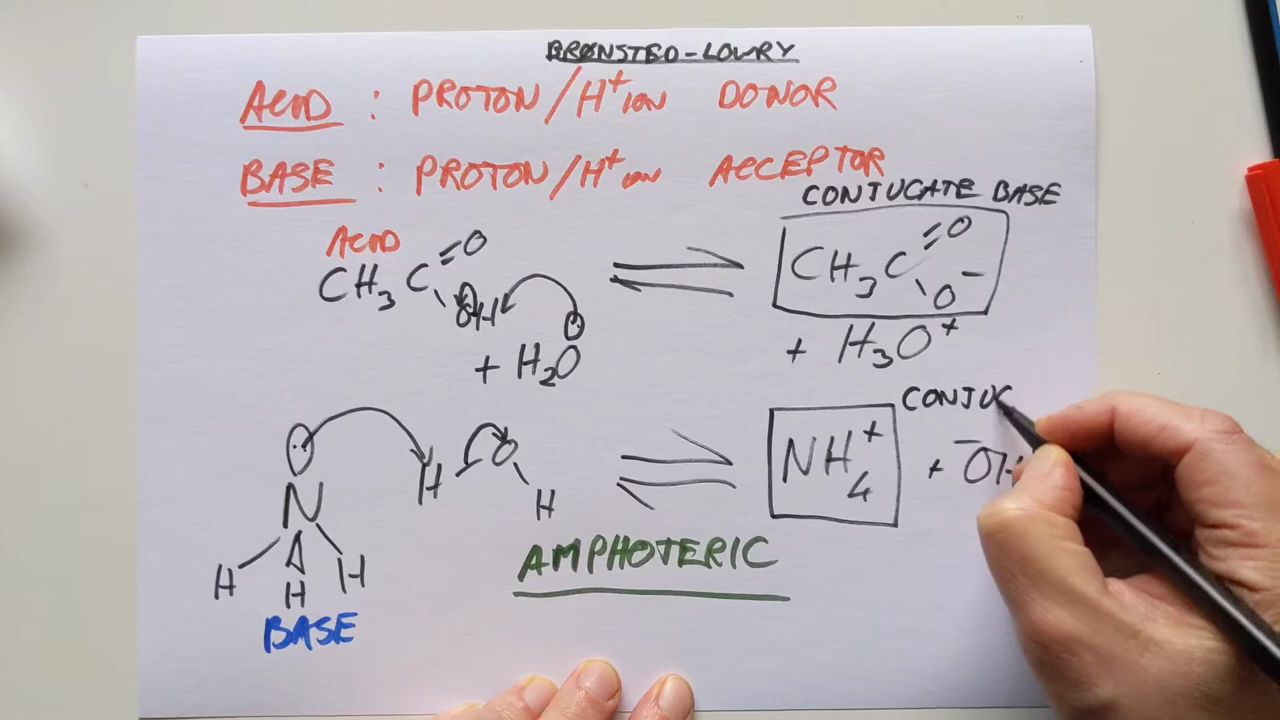 BRØNSTED-LOWRY
ACID : PROTON/H⁺ion DONOR
BASE : PROTON/H⁺ion ACCEPTOR
CONJUGATE BASE
ACID
CH₃C=O OH ⇌ CH₃C=O O⁻
+ H₂O + H₃O⁺
CONJUG
N H O ⇌ NH₄⁺ + ⁻OH
H H H H
AMPHOTERIC
BASE